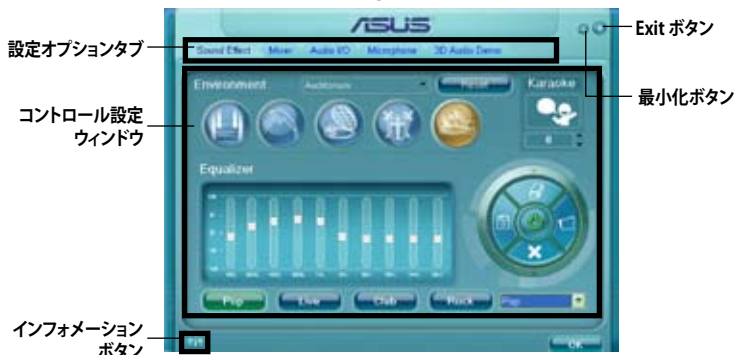 ASUS
Exit ボタン
設定オプションタブ
Sound Effect Mixer Audio I/O Microphone 3D Audio Demo
最小化ボタン
Environment Auditorium Reset Karaoke
コントロール設定
ウィンドウ
0
Equalizer
Pop Live Club Rock Pop
インフォメーション
ボタン
OK